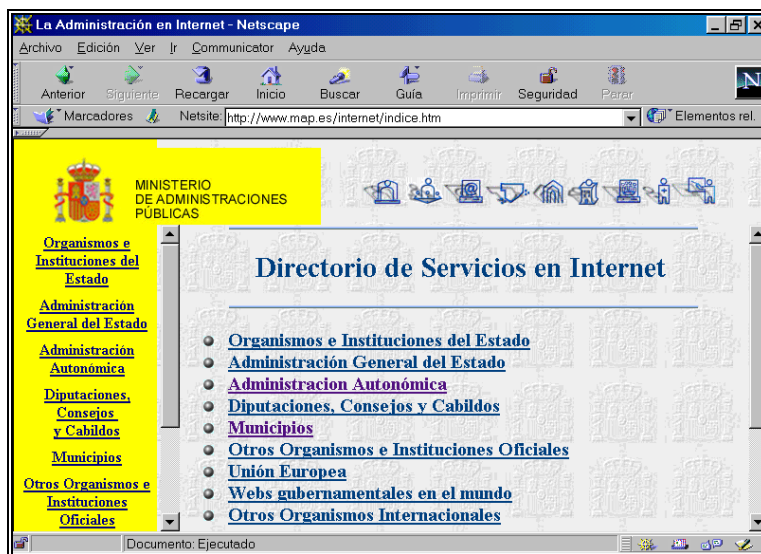 La Administración en Internet - Netscape
Archivo Edición Ver Ir Communicator Ayuda
Anterior Siguiente Recargar Inicio Buscar Guía Imprimir Seguridad Parar
N
Marcadores Netsite: http://www.map.es/internet/indice.htm Elementos rel.
MINISTERIO
DE ADMINISTRACIONES
PÚBLICAS
Organismos e
Instituciones del
Estado
Administración
General del Estado
Administración
Autonómica
Diputaciones,
Consejos
y Cabildos
Municipios
Otros Organismos e
Instituciones
Oficiales
Directorio de Servicios en Internet
Organismos e Instituciones del Estado
Administración General del Estado
Administracion Autonómica
Diputaciones, Consejos y Cabildos
Municipios
Otros Organismos e Instituciones Oficiales
Unión Europea
Webs gubernamentales en el mundo
Otros Organismos Internacionales
Documento: Ejecutado